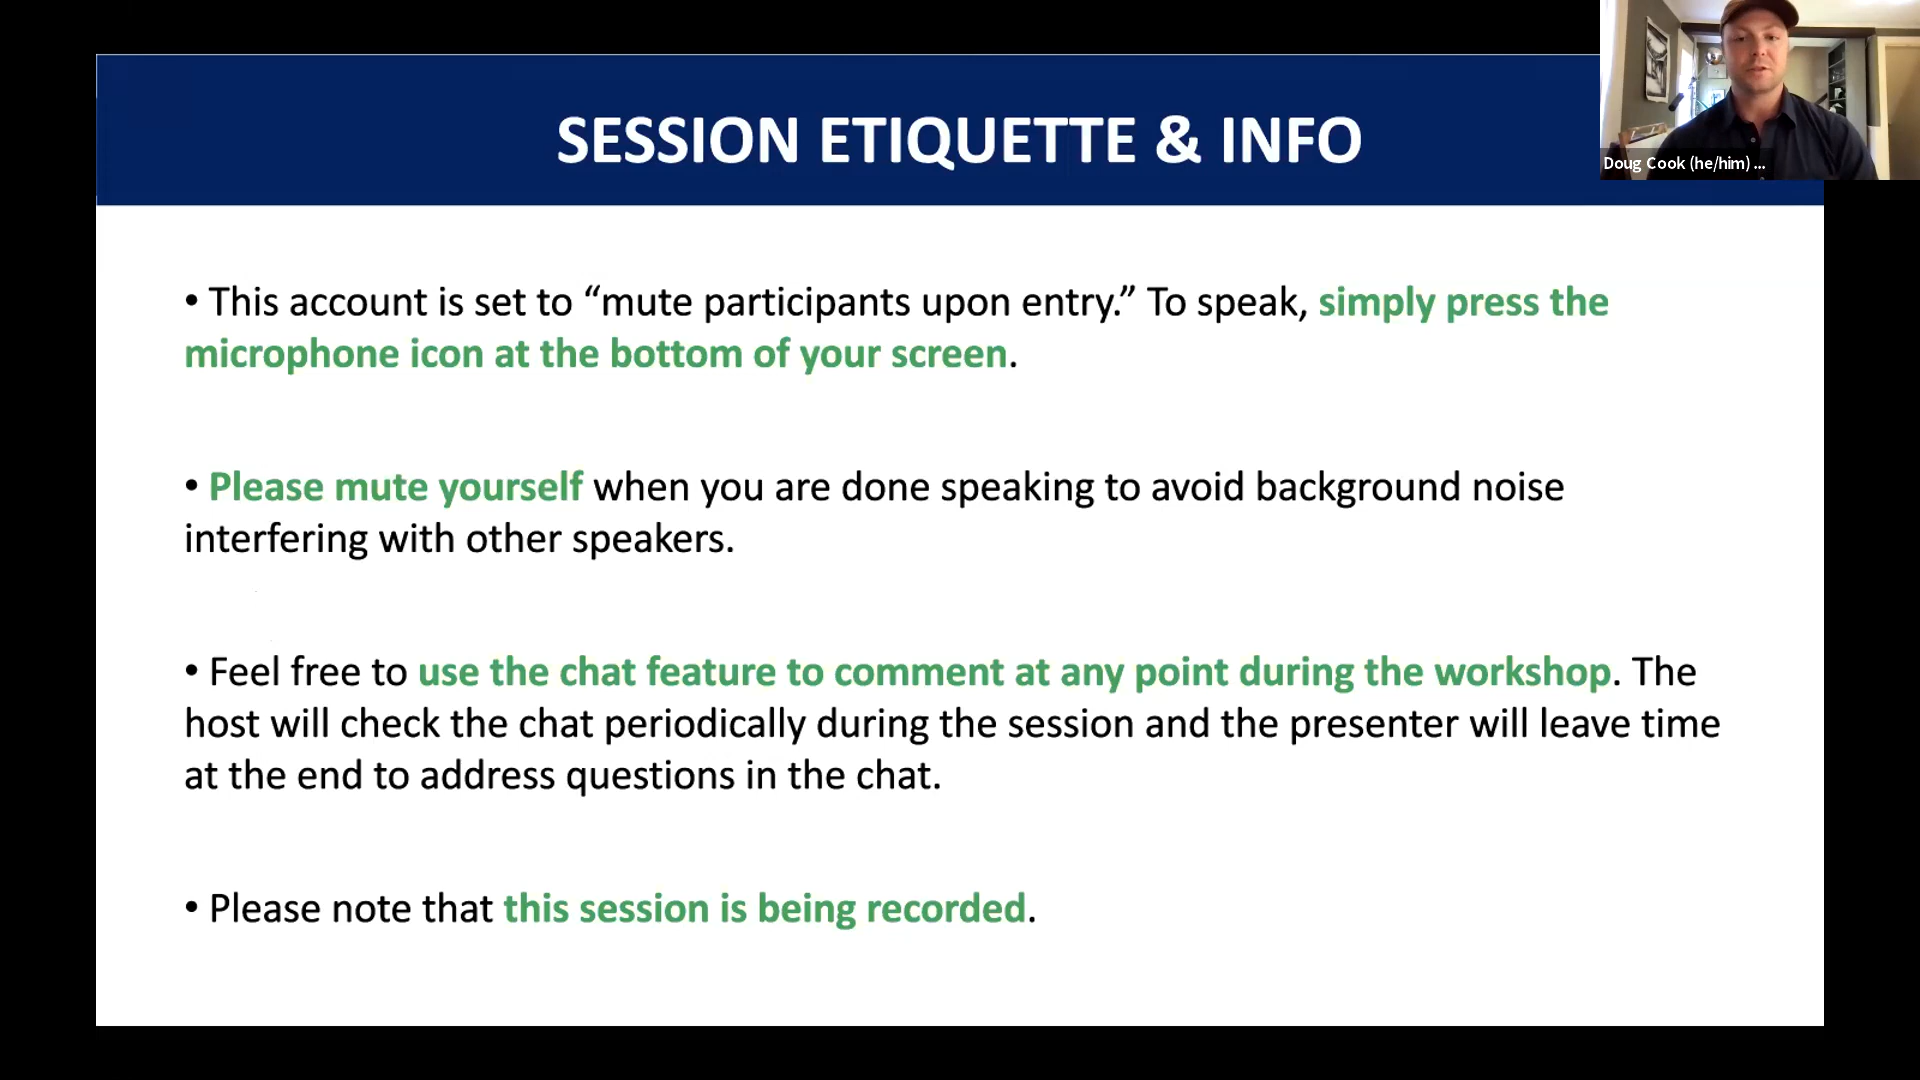 SESSION ETIQUETTE & INFO
Doug Cook (he/him) ...
• This account is set to “mute participants upon entry.” To speak, simply press the
microphone icon at the bottom of your screen.
• Please mute yourself when you are done speaking to avoid background noise
interfering with other speakers.
• Feel free to use the chat feature to comment at any point during the workshop. The
host will check the chat periodically during the session and the presenter will leave time
at the end to address questions in the chat.
• Please note that this session is being recorded.